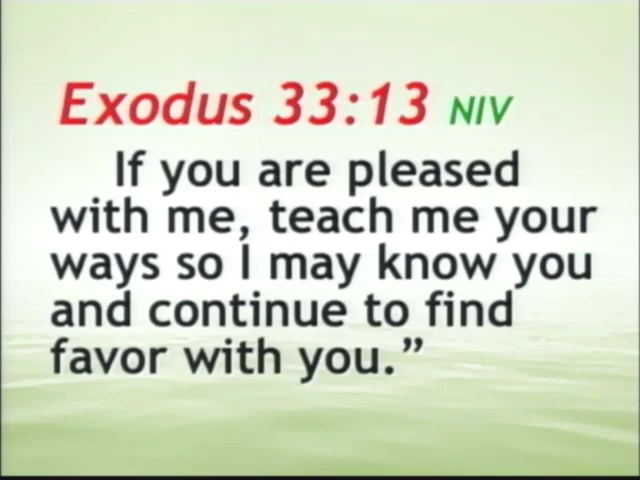 Exodus 33:13 NIV
If you are pleased
with me, teach me your
ways so I may know you
and continue to find
favor with you.”